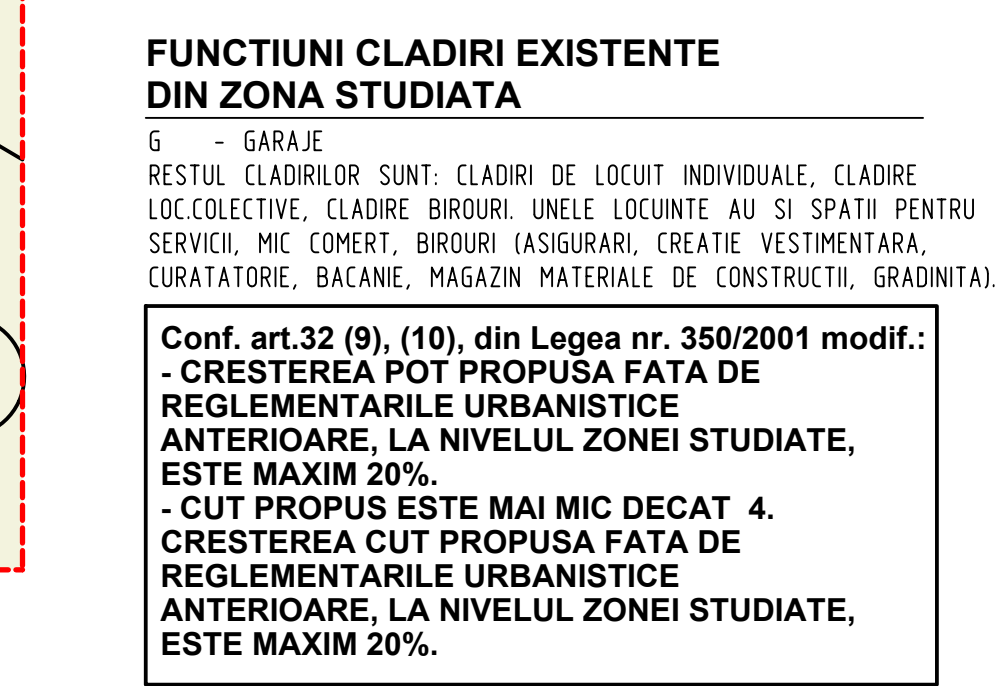 FUNCTIUNI CLADIRI EXISTENTE
DIN ZONA STUDIATA
G - GARAJE
RESTUL CLADIRILOR SUNT: CLADIRI DE LOCUIT INDIVIDUALE, CLADIRE
LOC.COLECTIVE, CLADIRE BIROURI. UNELE LOCUINTE AU SI SPATII PENTRU
SERVICII, MIC COMERT, BIROURI (ASIGURARI, CREATIE VESTIMENTARA,
CURATATORIE, BACANIE, MAGAZIN MATERIALE DE CONSTRUCTII, GRADINITA).
Conf. art.32 (9), (10), din Legea nr. 350/2001 modif.:
- CRESTEREA POT PROPUSA FATA DE
REGLEMENTARILE URBANISTICE
ANTERIOARE, LA NIVELUL ZONEI STUDIATE,
ESTE MAXIM 20%.
- CUT PROPUS ESTE MAI MIC DECAT 4.
CRESTEREA CUT PROPUSA FATA DE
REGLEMENTARILE URBANISTICE
ANTERIOARE, LA NIVELUL ZONEI STUDIATE,
ESTE MAXIM 20%.